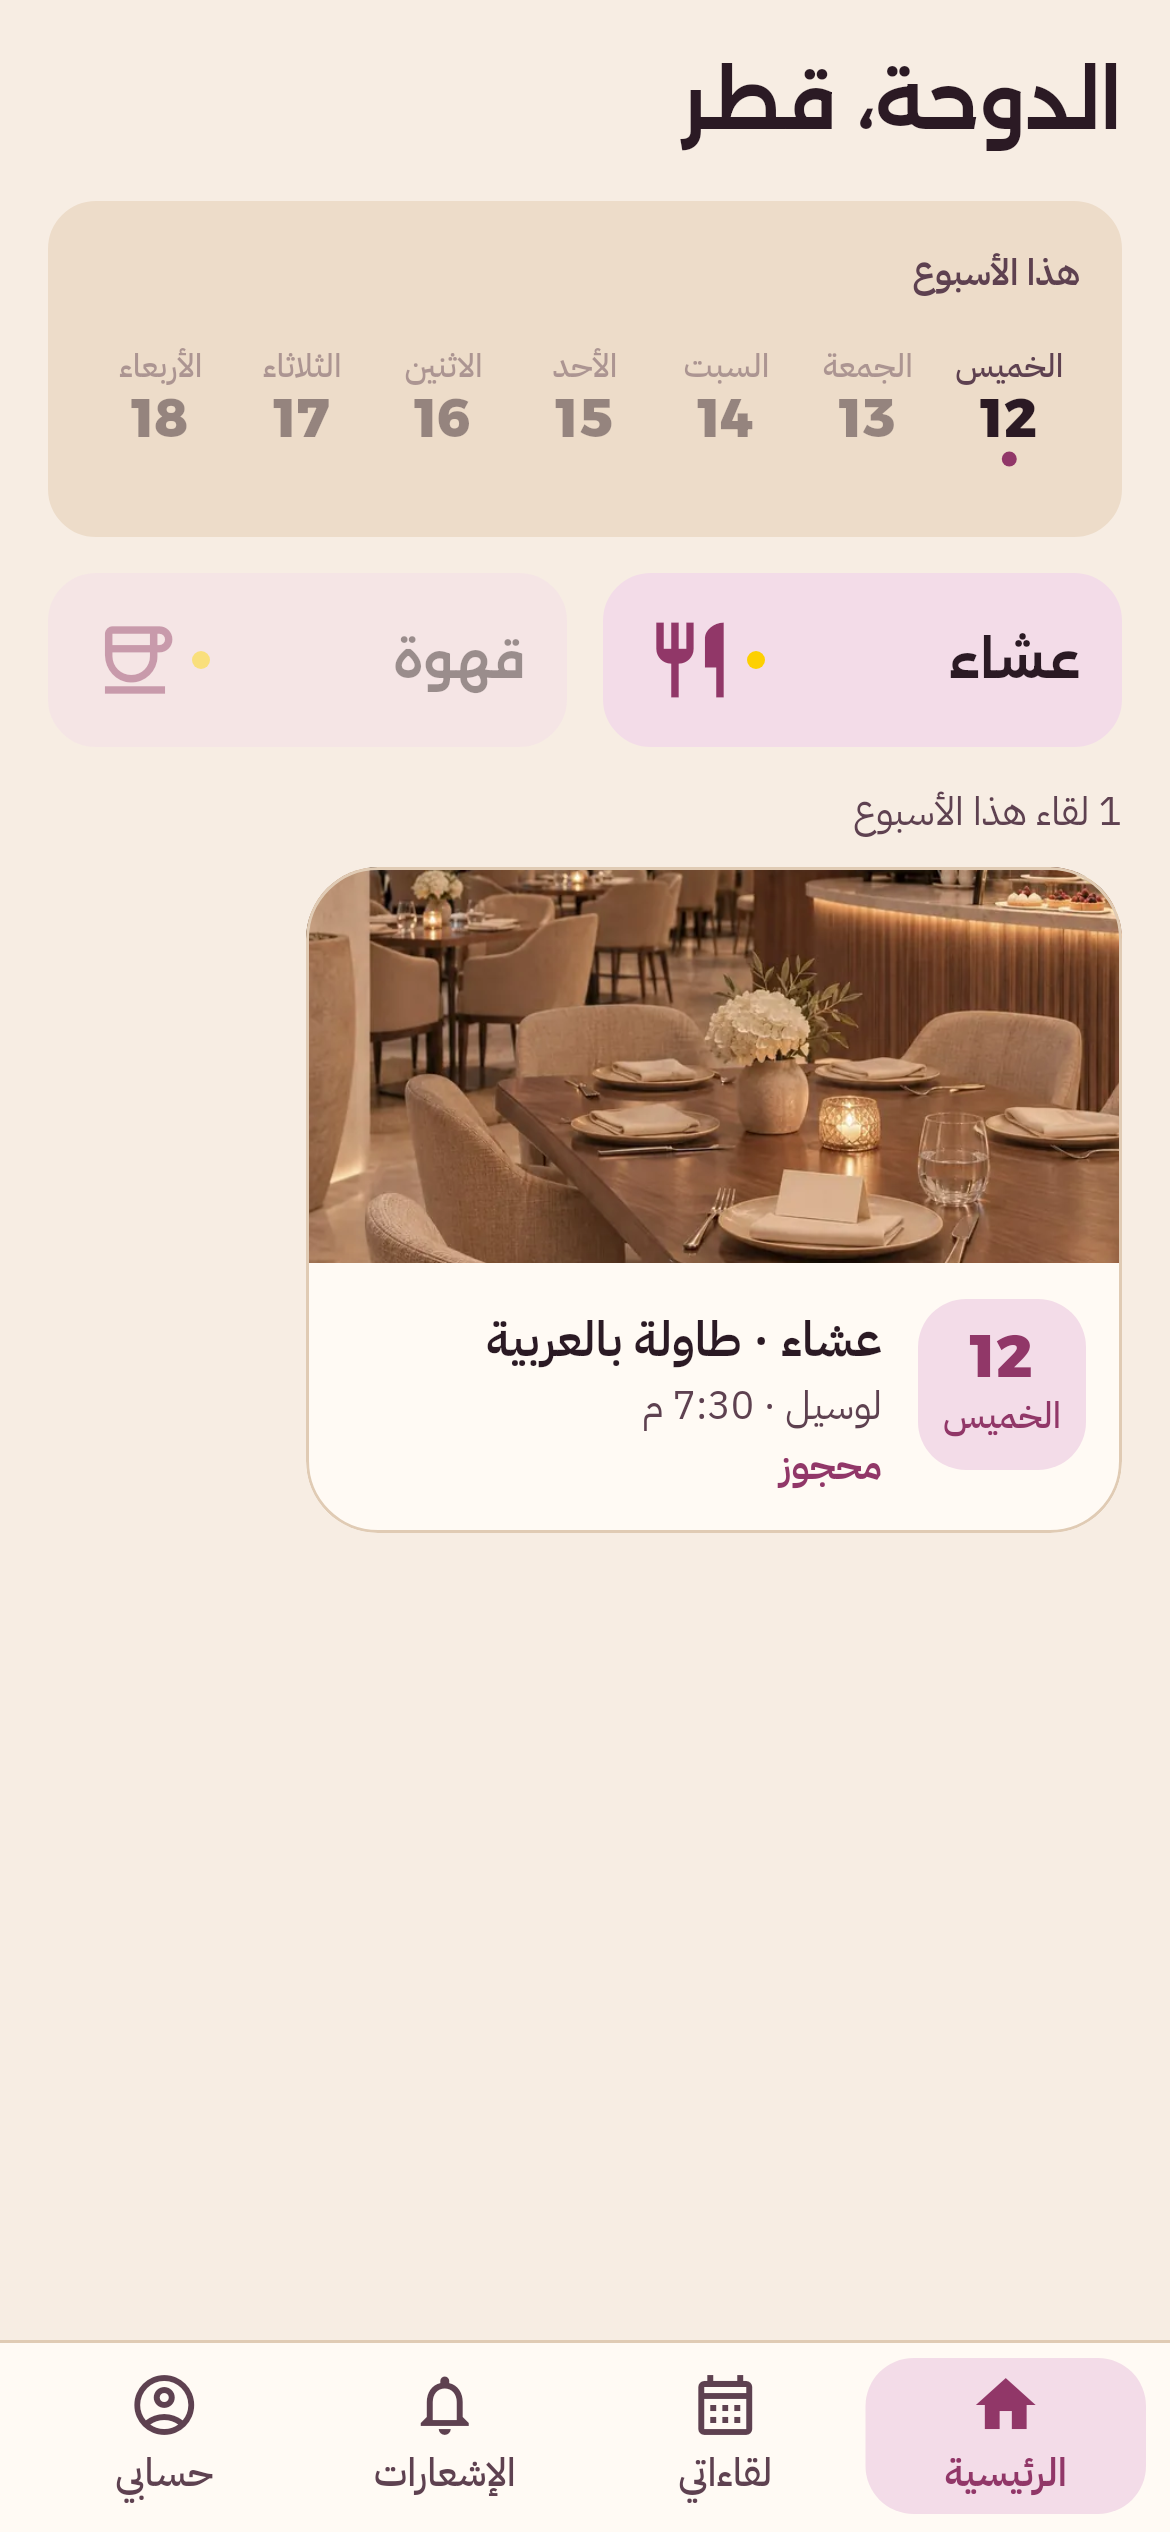 الدوحة، قطر
هذا الأسبوع
الخميس الجمعة السبت الأحد الاثنين الثلاثاء الأربعاء
12 13 14 15 16 17 18
عشاء
قهوة
1 لقاء هذا الأسبوع
12
الخميس
عشاء · طاولة بالعربية
لوسيل · 7:30 م
محجوز
الرئيسية
لقاءاتي
الإشعارات
حسابي